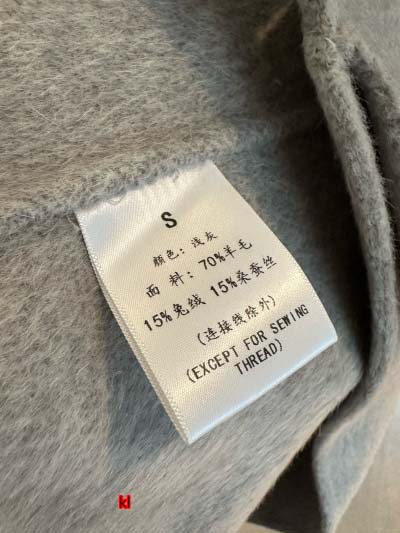 S
颜色: 浅灰
面料: 70%羊毛
15%兔绒 15%桑蚕丝
(连接线除外)
(EXCEPT FOR SEWING
THREAD)
kl